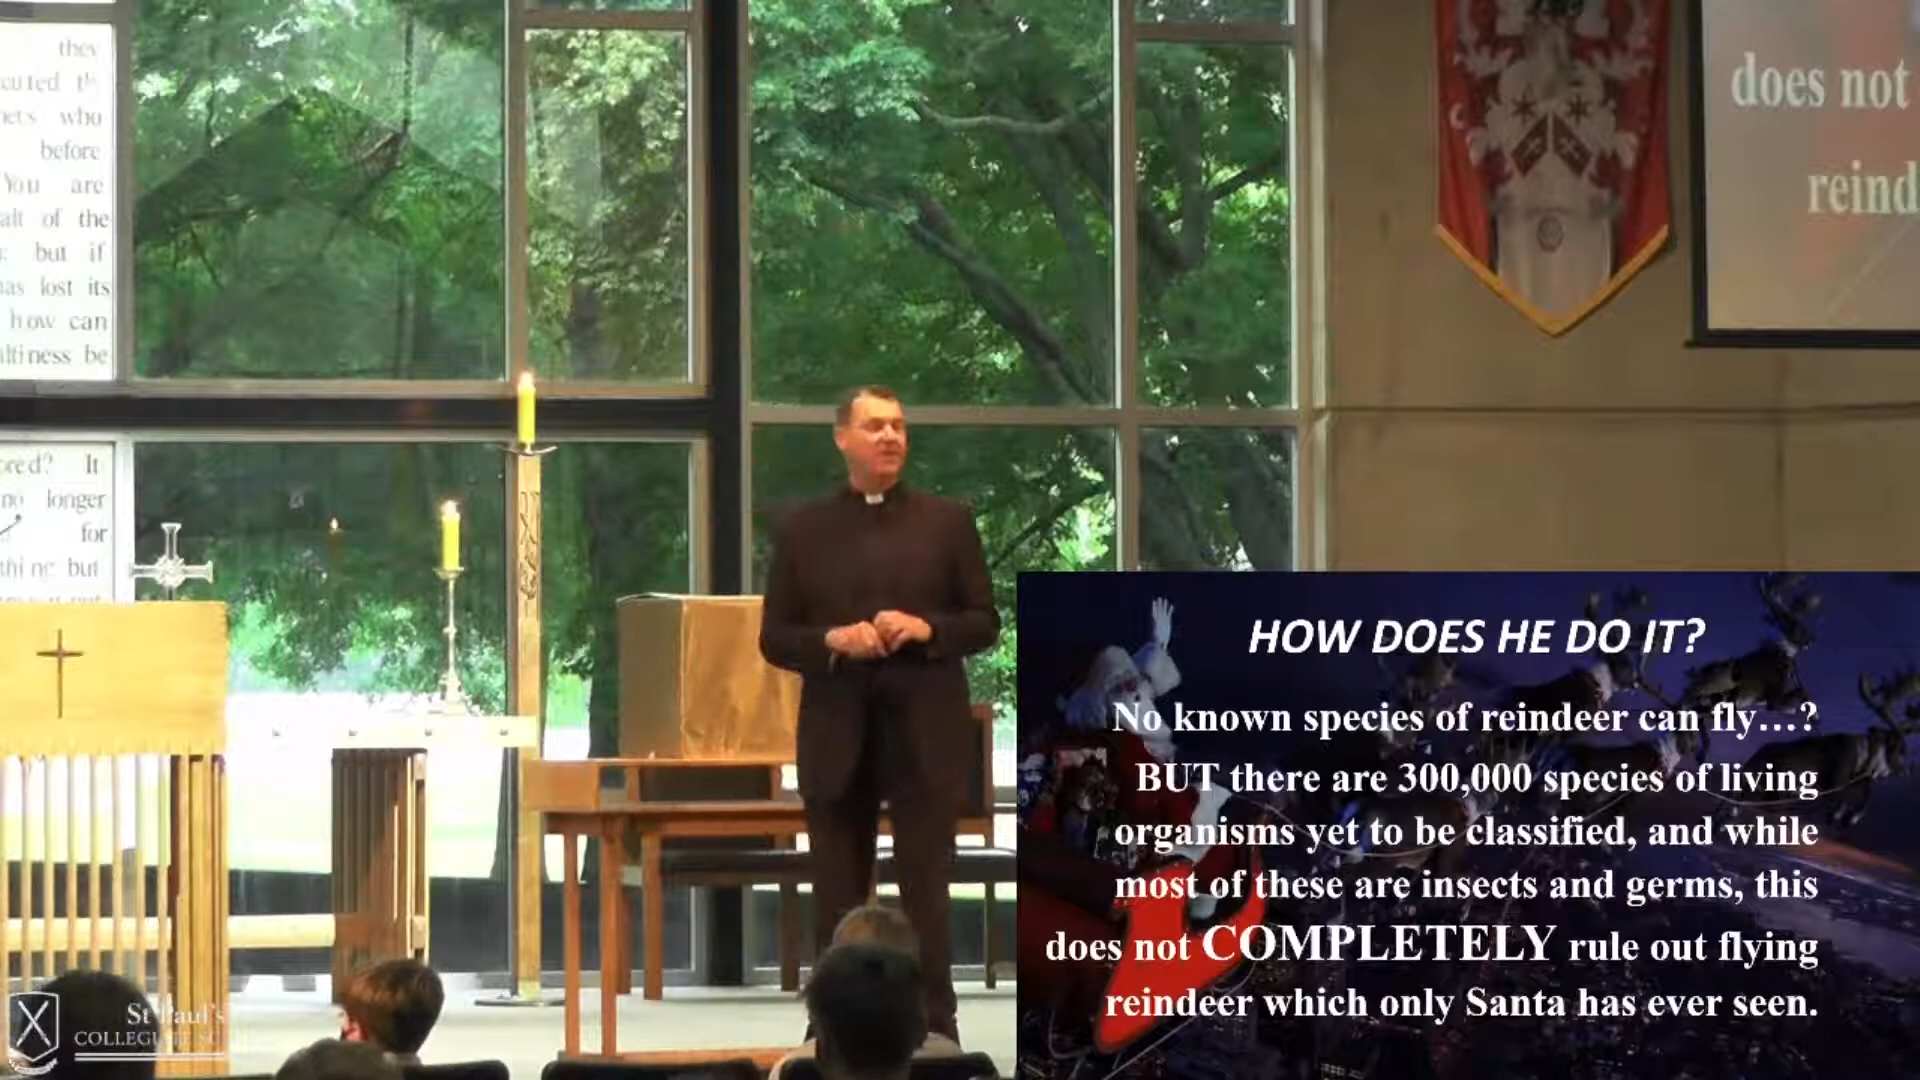 they
who
before
You are
of the
but if
lost its
how can
be
It
no longer
for
but
does not
HOW DOES HE DO IT?
No known species of reindeer can fly...?
BUT there are 300,000 species of living
organisms yet to be classified, and while
most of these are insects and germs, this
does not COMPLETELY rule out flying
reindeer which only Santa has ever seen.
St Paul's